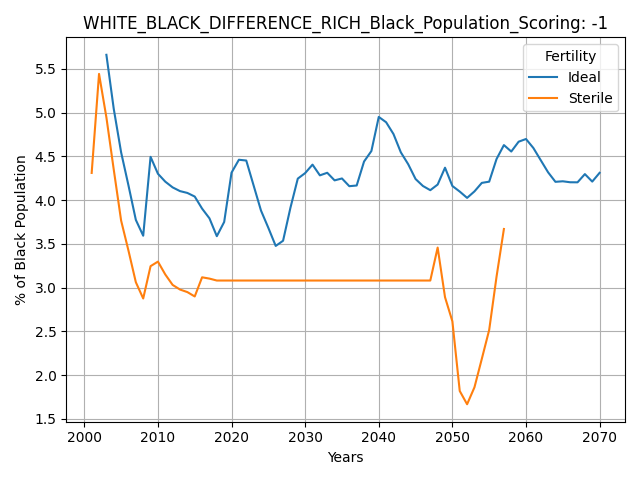 WHITE_BLACK_DIFFERENCE_RICH_Black_Population_Scoring: -1
Fertility
Ideal
Sterile
% of Black Population
5.5
5.0
4.5
4.0
3.5
3.0
2.5
2.0
1.5
2000 2010 2020 2030 2040 2050 2060 2070
Years